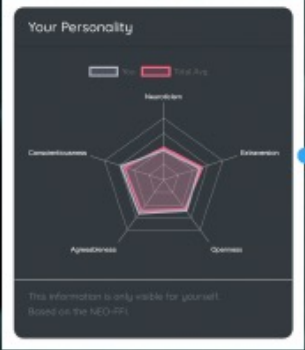 Your Personality
You Total Avg
Neuroticism
Conscientiousness Extraversion
Agreeableness Openness
This information is only visible for yourself.
Based on the NEO-FFI.